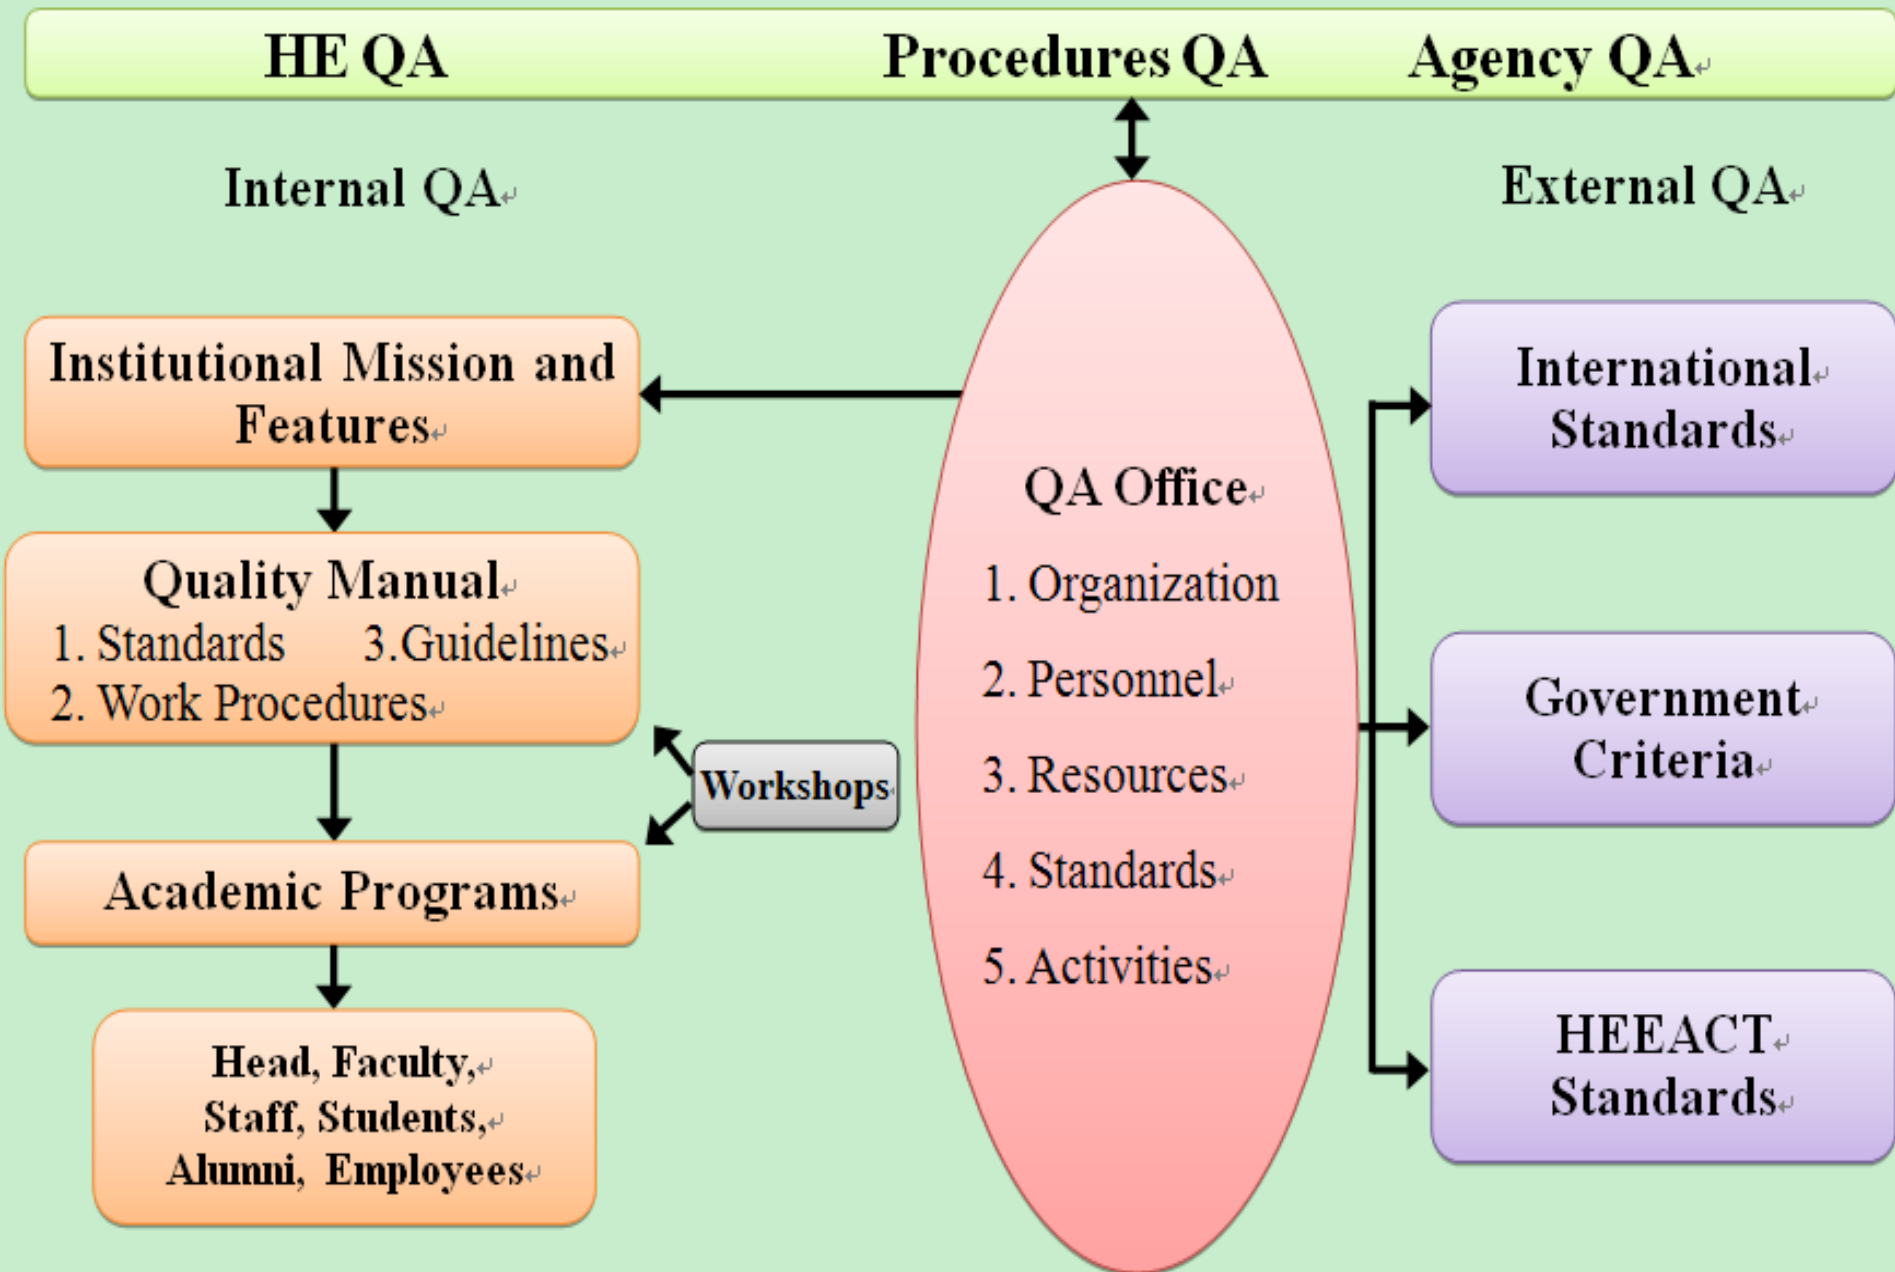 HE QA Procedures QA Agency QA
Internal QA
External QA
Institutional Mission and
Features
Quality Manual
1. Standards 3.Guidelines
2. Work Procedures
Workshops
Academic Programs
Head, Faculty,
Staff, Students,
Alumni, Employees
QA Office
1. Organization
2. Personnel
3. Resources
4. Standards
5. Activities
International
Standards
Government
Criteria
HEEACT
Standards